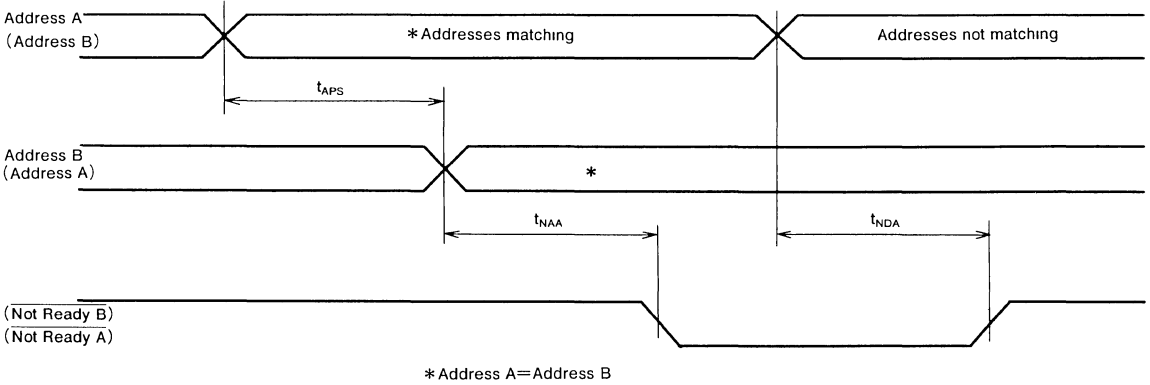 Address A
(Address B)
*Addresses matching
Addresses not matching
tAPS
Address B
(Address A)
*
tNAA
tNDA
(Not Ready B)
(Not Ready A)
*Address A=Address B